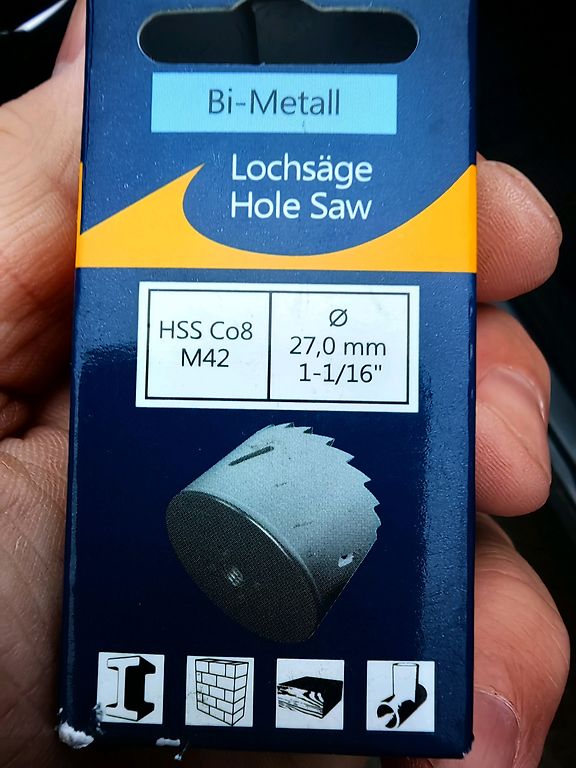 Bi-Metall
Lochsäge
Hole Saw
HSS Co8
M42
Ø
27,0 mm
1-1/16"